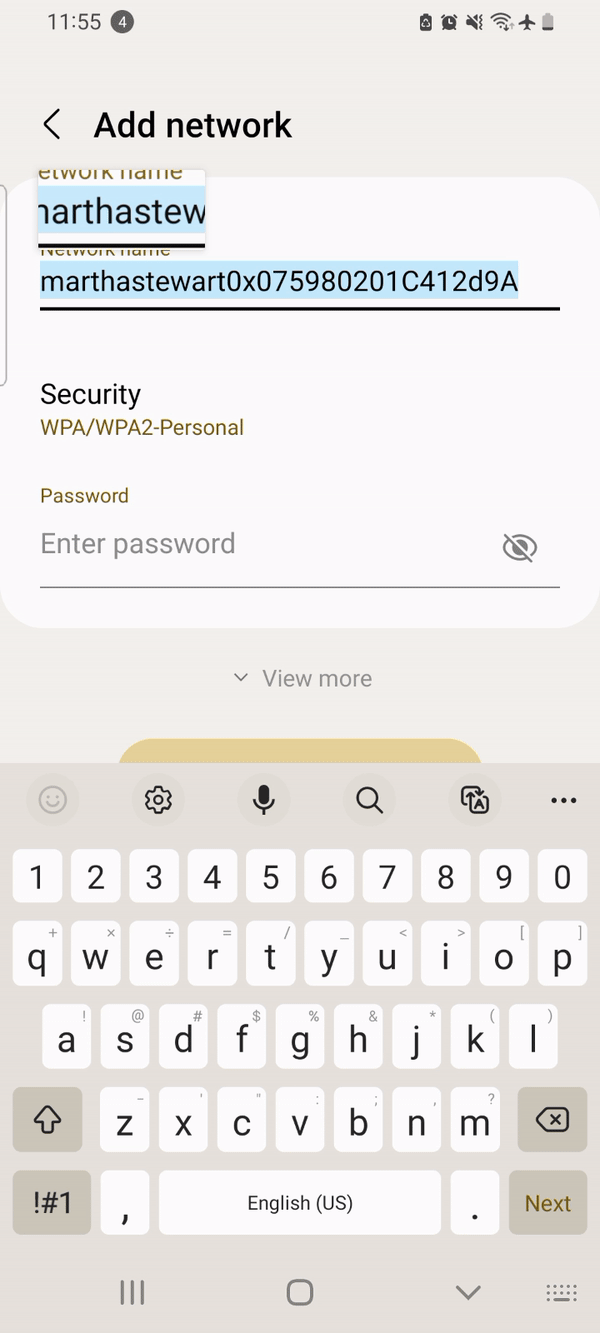 11:55 4
Add network
etwork name
marthastew
Network name
marthastewart0x075980201C412d9A
Security
WPA/WPA2-Personal
Password
Enter password
View more
1 2 3 4 5 6 7 8 9 0
+ × ÷ = / _ < > [ ]
q w e r t y u i o p
! @ # $ % & * ( )
a s d f g h j k l
- ' " : ; , ?
z x c v b n m
!#1 , English (US) . Next